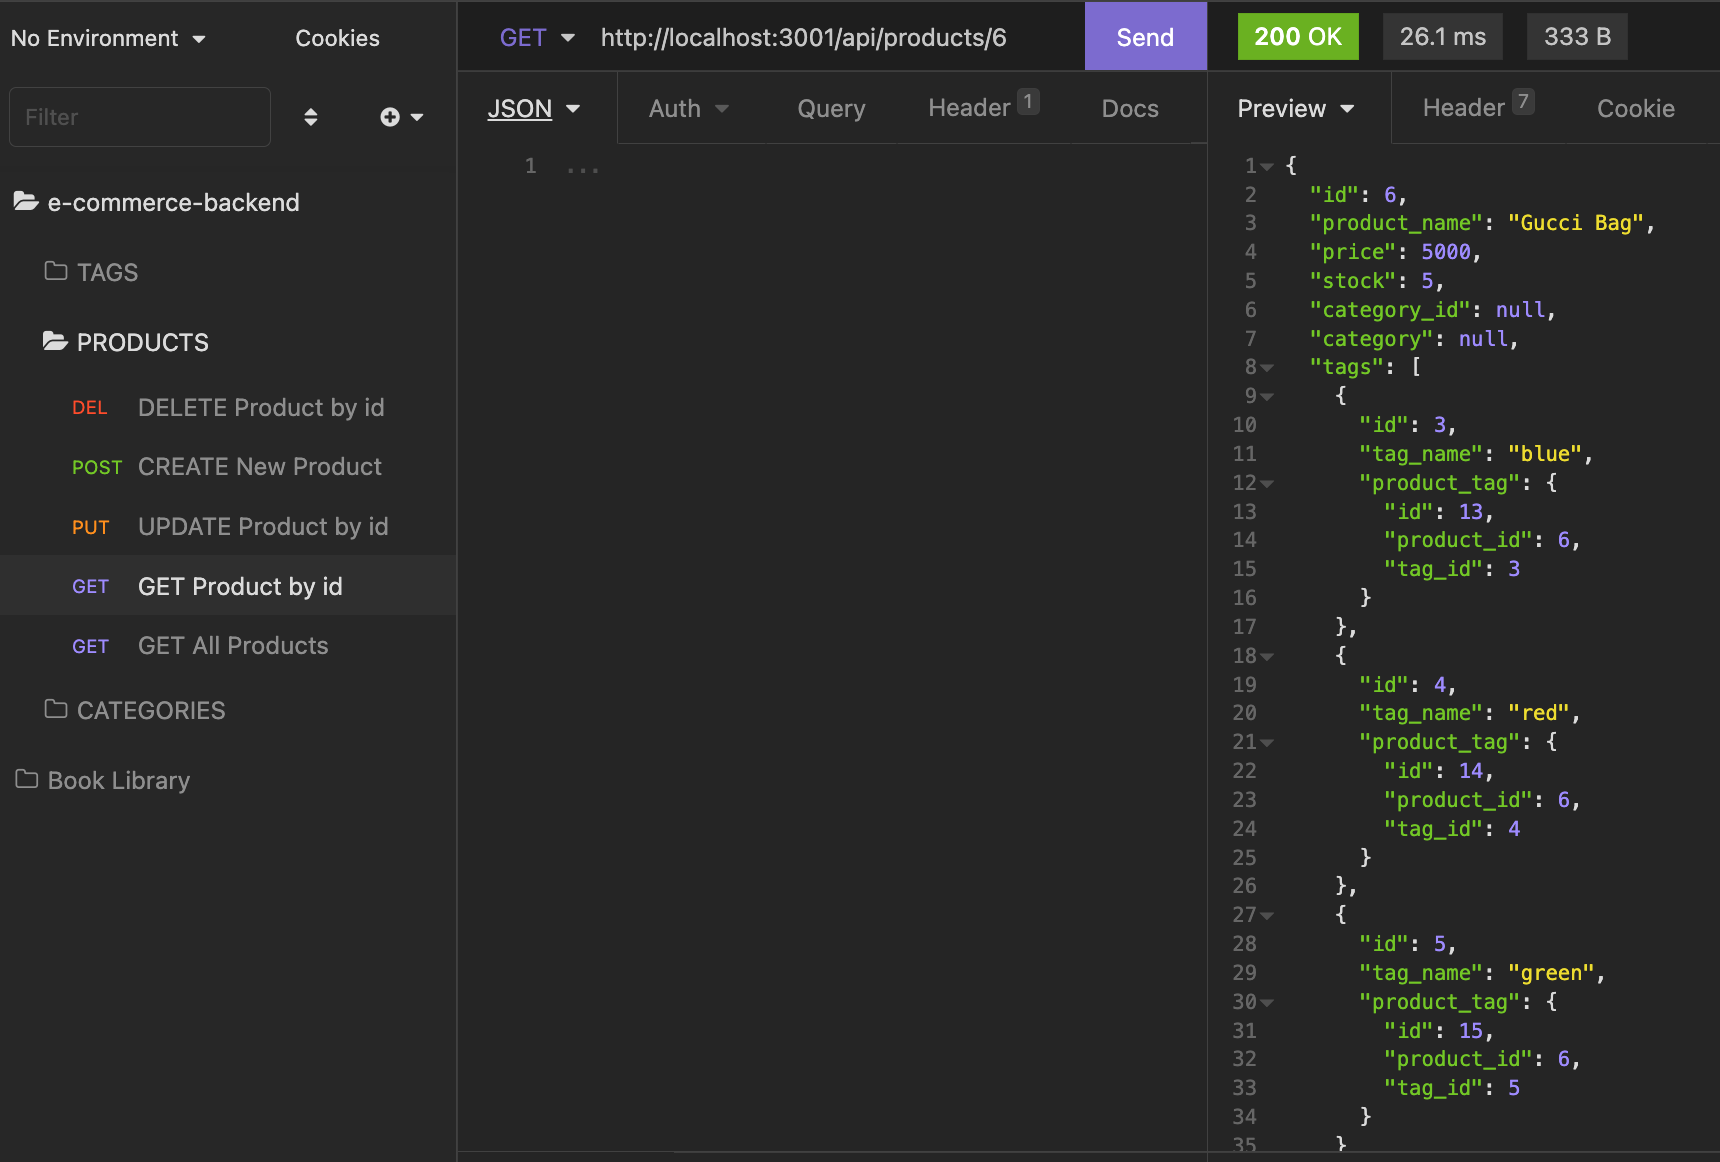 No Environment Cookies
Filter
e-commerce-backend
TAGS
PRODUCTS
DEL DELETE Product by id
POST CREATE New Product
PUT UPDATE Product by id
GET GET Product by id
GET GET All Products
CATEGORIES
Book Library
GET http://localhost:3001/api/products/6 Send
JSON Auth Query Header 1 Docs
1 ...
200 OK 26.1 ms 333 B
Preview Header 7 Cookie
1 {
2 "id": 6,
3 "product_name": "Gucci Bag",
4 "price": 5000,
5 "stock": 5,
6 "category_id": null,
7 "category": null,
8 "tags": [
9 {
10 "id": 3,
11 "tag_name": "blue",
12 "product_tag": {
13 "id": 13,
14 "product_id": 6,
15 "tag_id": 3
16 }
17 },
18 {
19 "id": 4,
20 "tag_name": "red",
21 "product_tag": {
22 "id": 14,
23 "product_id": 6,
24 "tag_id": 4
25 }
26 },
27 {
28 "id": 5,
29 "tag_name": "green",
30 "product_tag": {
31 "id": 15,
32 "product_id": 6,
33 "tag_id": 5
34 }
35 }